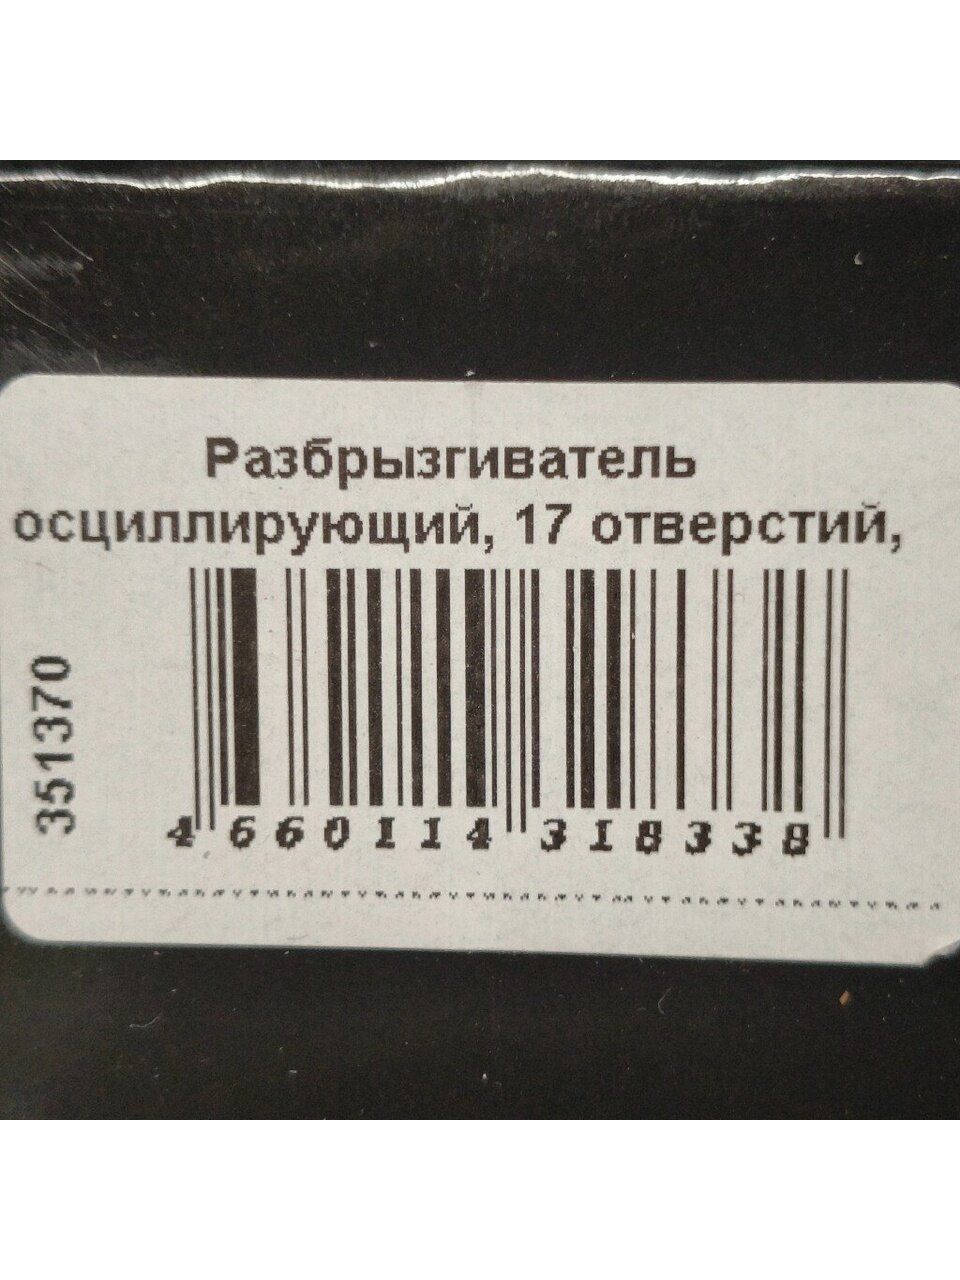 Разбрызгиватель
осциллирующий, 17 отверстий,
351370
4 660114 318338